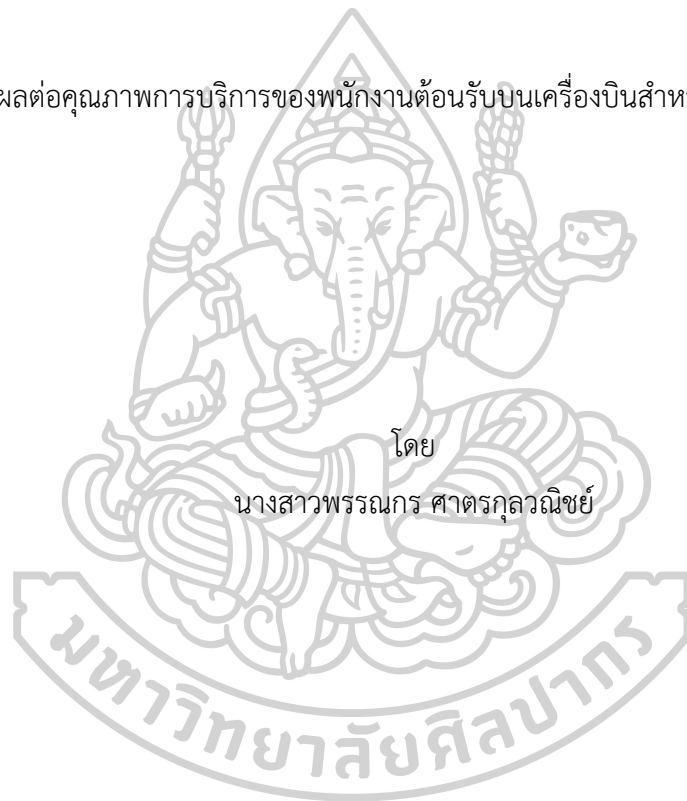 ผลต่อคุณภาพการบริการของพนักงานต้อนรับบนเครื่องบินสำห
โดย
นางสาวพรรณกร ศาตรกุลวณิชย์
มหาวิทยาลัยศิลปากร